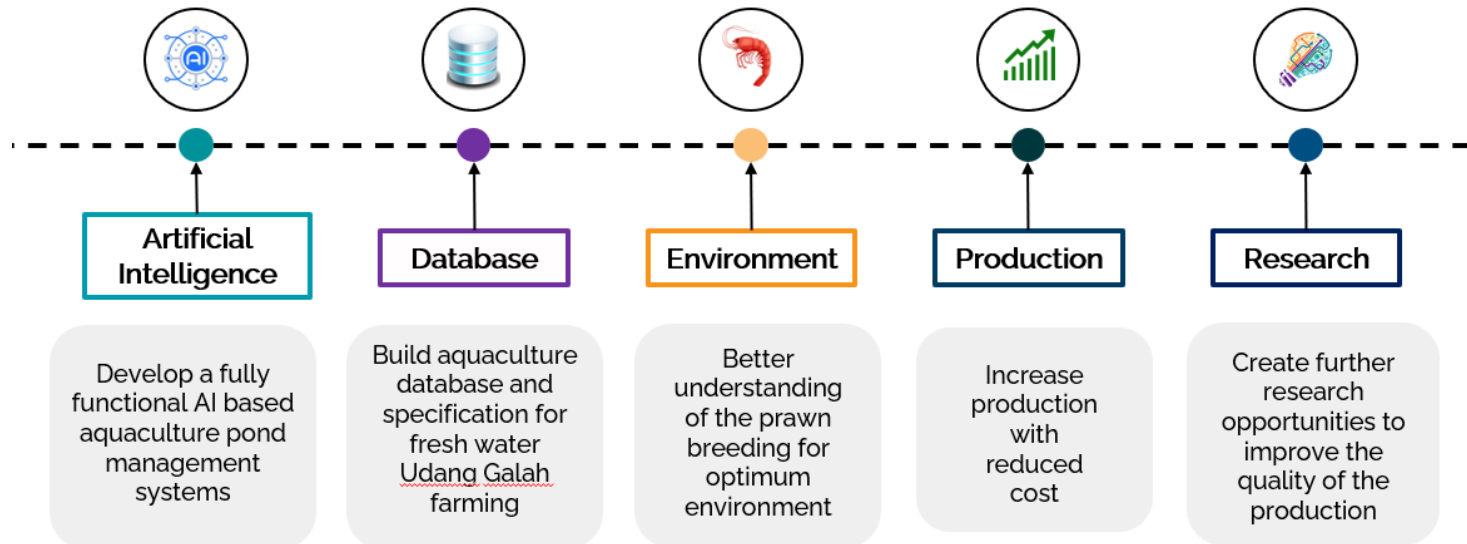 AI
Artificial
Intelligence
Database
Environment
Production
Research
Develop a fully
functional AI based
aquaculture pond
management
systems
Build aquaculture
database and
specification for
fresh water
Udang Galah
farming
Better
understanding
of the prawn
breeding for
optimum
environment
Increase
production
with
reduced
cost
Create further
research
opportunities to
improve the
quality of the
production